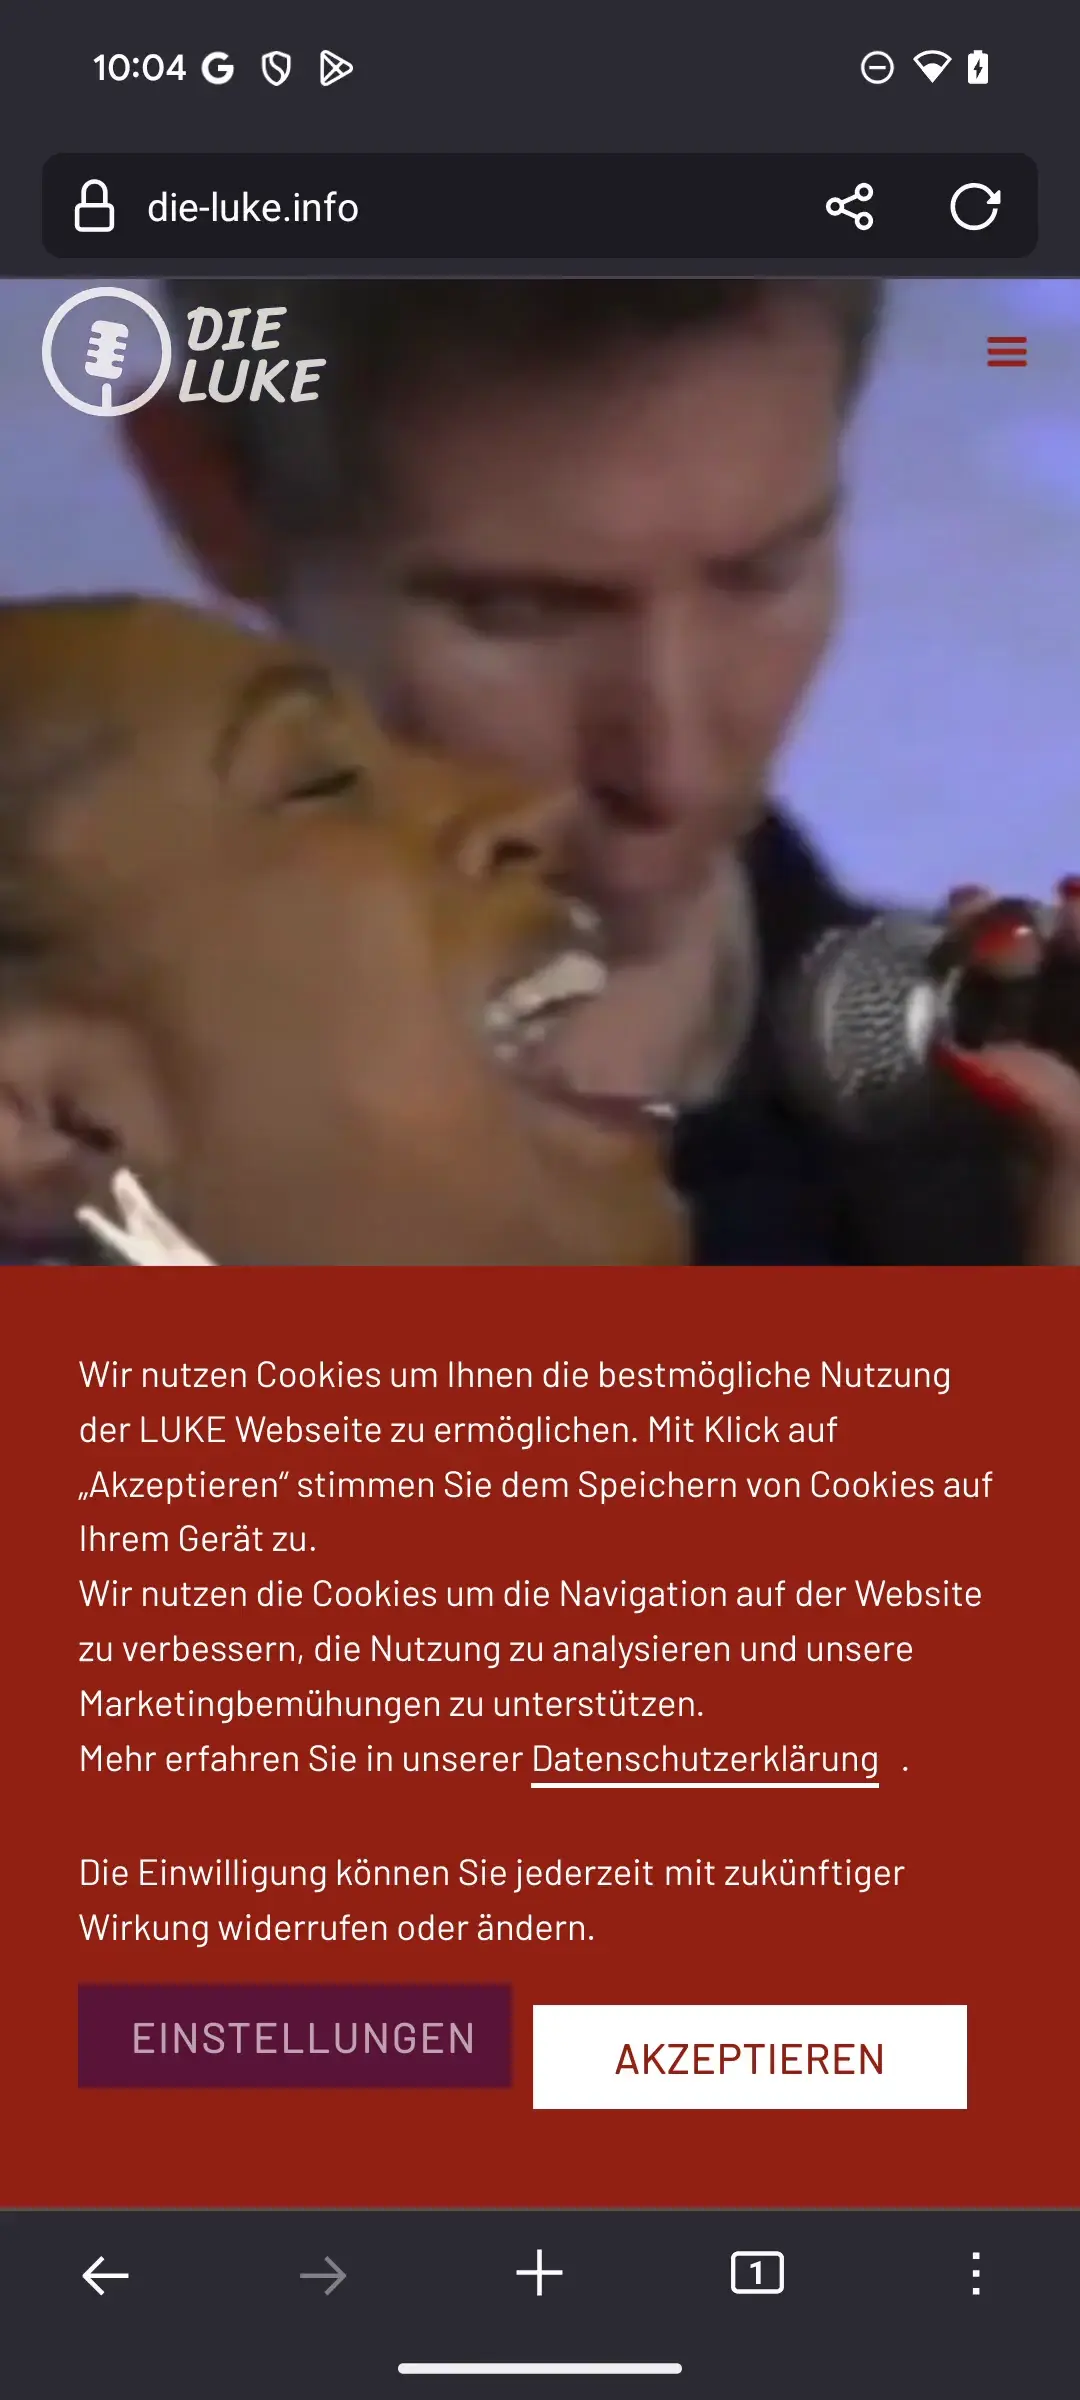 10:04
die-luke.info
DIE
LUKE
Wir nutzen Cookies um Ihnen die bestmögliche Nutzung
der LUKE Webseite zu ermöglichen. Mit Klick auf
„Akzeptieren“ stimmen Sie dem Speichern von Cookies auf
Ihrem Gerät zu.
Wir nutzen die Cookies um die Navigation auf der Website
zu verbessern, die Nutzung zu analysieren und unsere
Marketingbemühungen zu unterstützen.
Mehr erfahren Sie in unserer Datenschutzerklärung .
Die Einwilligung können Sie jederzeit mit zukünftiger
Wirkung widerrufen oder ändern.
EINSTELLUNGEN
AKZEPTIEREN
1